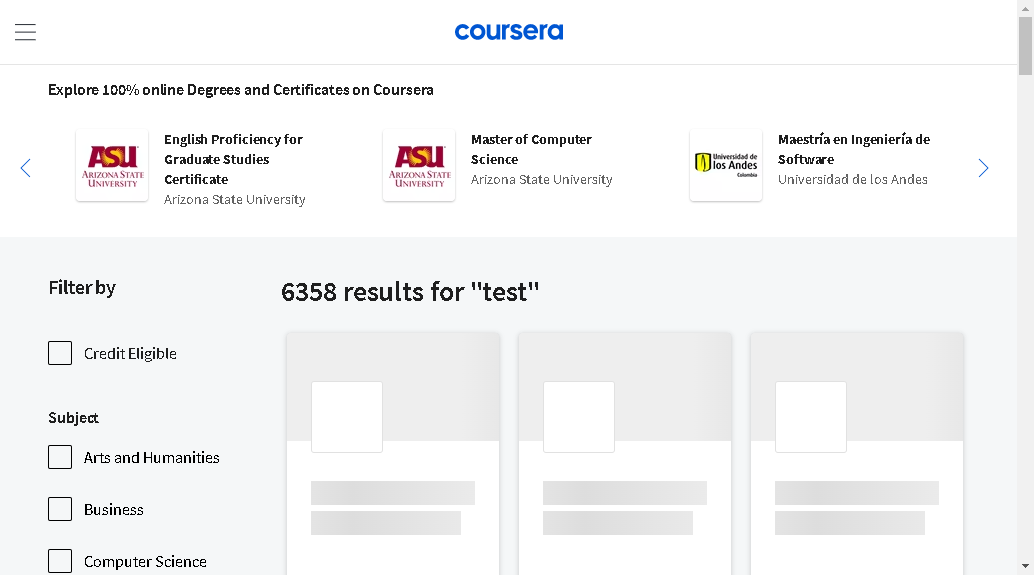 coursera
Explore 100% online Degrees and Certificates on Coursera
ASU
ARIZONA STATE
UNIVERSITY
English Proficiency for
Graduate Studies
Certificate
Arizona State University
ASU
ARIZONA STATE
UNIVERSITY
Master of Computer
Science
Arizona State University
Universidad de
los Andes
Colombia
Maestría en Ingeniería de
Software
Universidad de los Andes
Filter by
6358 results for "test"
Credit Eligible
Subject
Arts and Humanities
Business
Computer Science